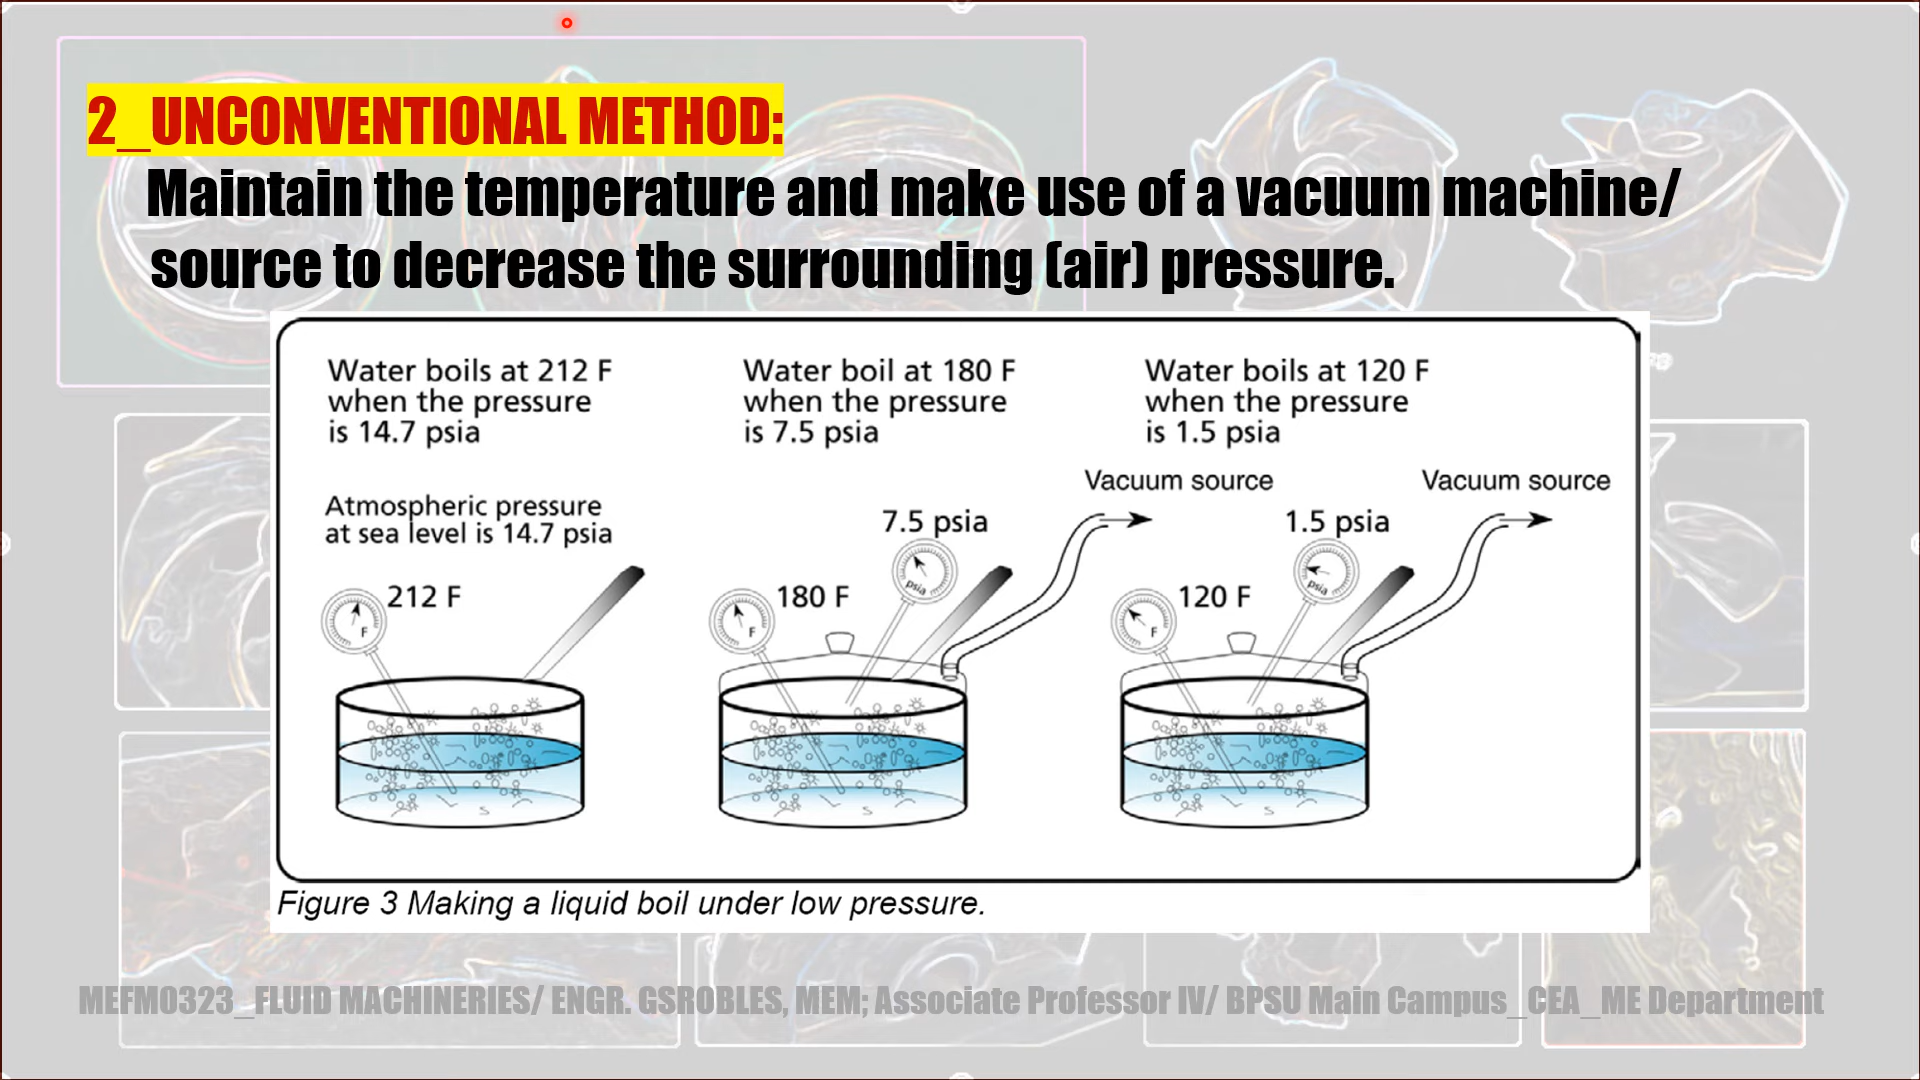 2_UNCONVENTIONAL METHOD:
Maintain the temperature and make use of a vacuum machine/
source to decrease the surrounding (air) pressure.
Water boils at 212 F
when the pressure
is 14.7 psia
Atmospheric pressure
at sea level is 14.7 psia
212 F
F
Water boil at 180 F
when the pressure
is 7.5 psia
Vacuum source
7.5 psia
psia
180 F
F
Water boils at 120 F
when the pressure
is 1.5 psia
Vacuum source
1.5 psia
psia
120 F
F
Figure 3 Making a liquid boil under low pressure.
MEFM0323_FLUID MACHINERIES/ ENGR. GSROBLES, MEM; Associate Professor IV/ BPSU Main Campus_CEA_ME Department